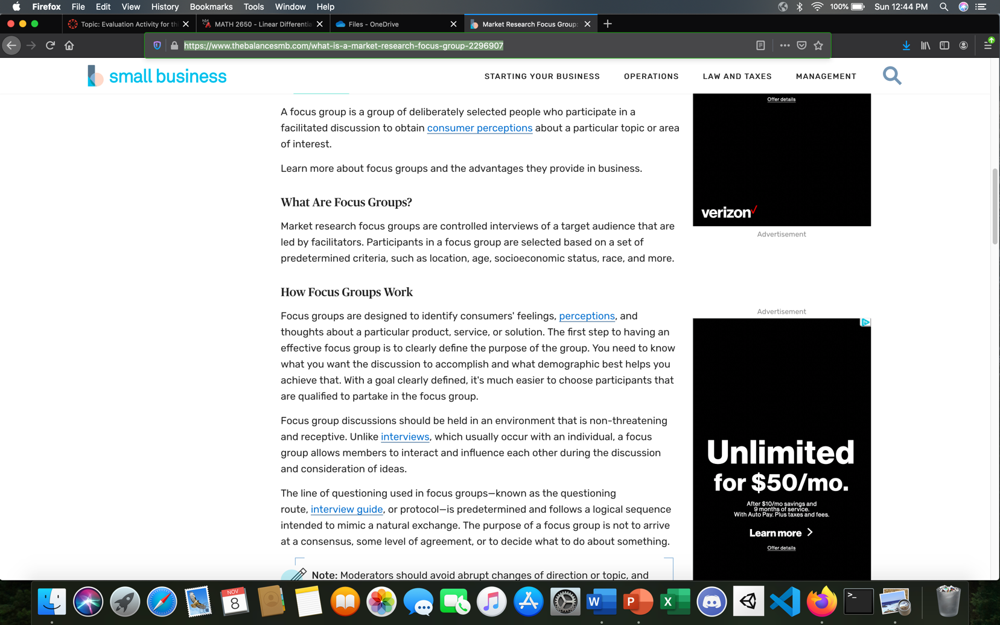 Firefox File Edit View History Bookmarks Tools Window Help
100% Sun 12:44 PM
Topic: Evaluation Activity for thi
MATH 2650 - Linear Differentia
Files - OneDrive
Market Research Focus Group:
https://www.thebalancesmb.com/what-is-a-market-research-focus-group-2296907
small business
STARTING YOUR BUSINESS OPERATIONS LAW AND TAXES MANAGEMENT
A focus group is a group of deliberately selected people who participate in a
facilitated discussion to obtain consumer perceptions about a particular topic or area
of interest.
Learn more about focus groups and the advantages they provide in business.
What Are Focus Groups?
Market research focus groups are controlled interviews of a target audience that are
led by facilitators. Participants in a focus group are selected based on a set of
predetermined criteria, such as location, age, socioeconomic status, race, and more.
How Focus Groups Work
Focus groups are designed to identify consumers' feelings, perceptions, and
thoughts about a particular product, service, or solution. The first step to having an
effective focus group is to clearly define the purpose of the group. You need to know
what you want the discussion to accomplish and what demographic best helps you
achieve that. With a goal clearly defined, it's much easier to choose participants that
are qualified to partake in the focus group.
Focus group discussions should be held in an environment that is non-threatening
and receptive. Unlike interviews, which usually occur with an individual, a focus
group allows members to interact and influence each other during the discussion
and consideration of ideas.
The line of questioning used in focus groups—known as the questioning
route, interview guide, or protocol—is predetermined and follows a logical sequence
intended to mimic a natural exchange. The purpose of a focus group is not to arrive
at a consensus, some level of agreement, or to decide what to do about something.
Note: Moderators should avoid abrupt changes of direction or topic, and
Offer details
verizon
Advertisement
Advertisement
Unlimited
for $50/mo.
After $10/mo savings and
9 months of service.
With Auto Pay. Plus taxes and fees.
Learn more
Offer details
NOV
8
W
P
X
>_